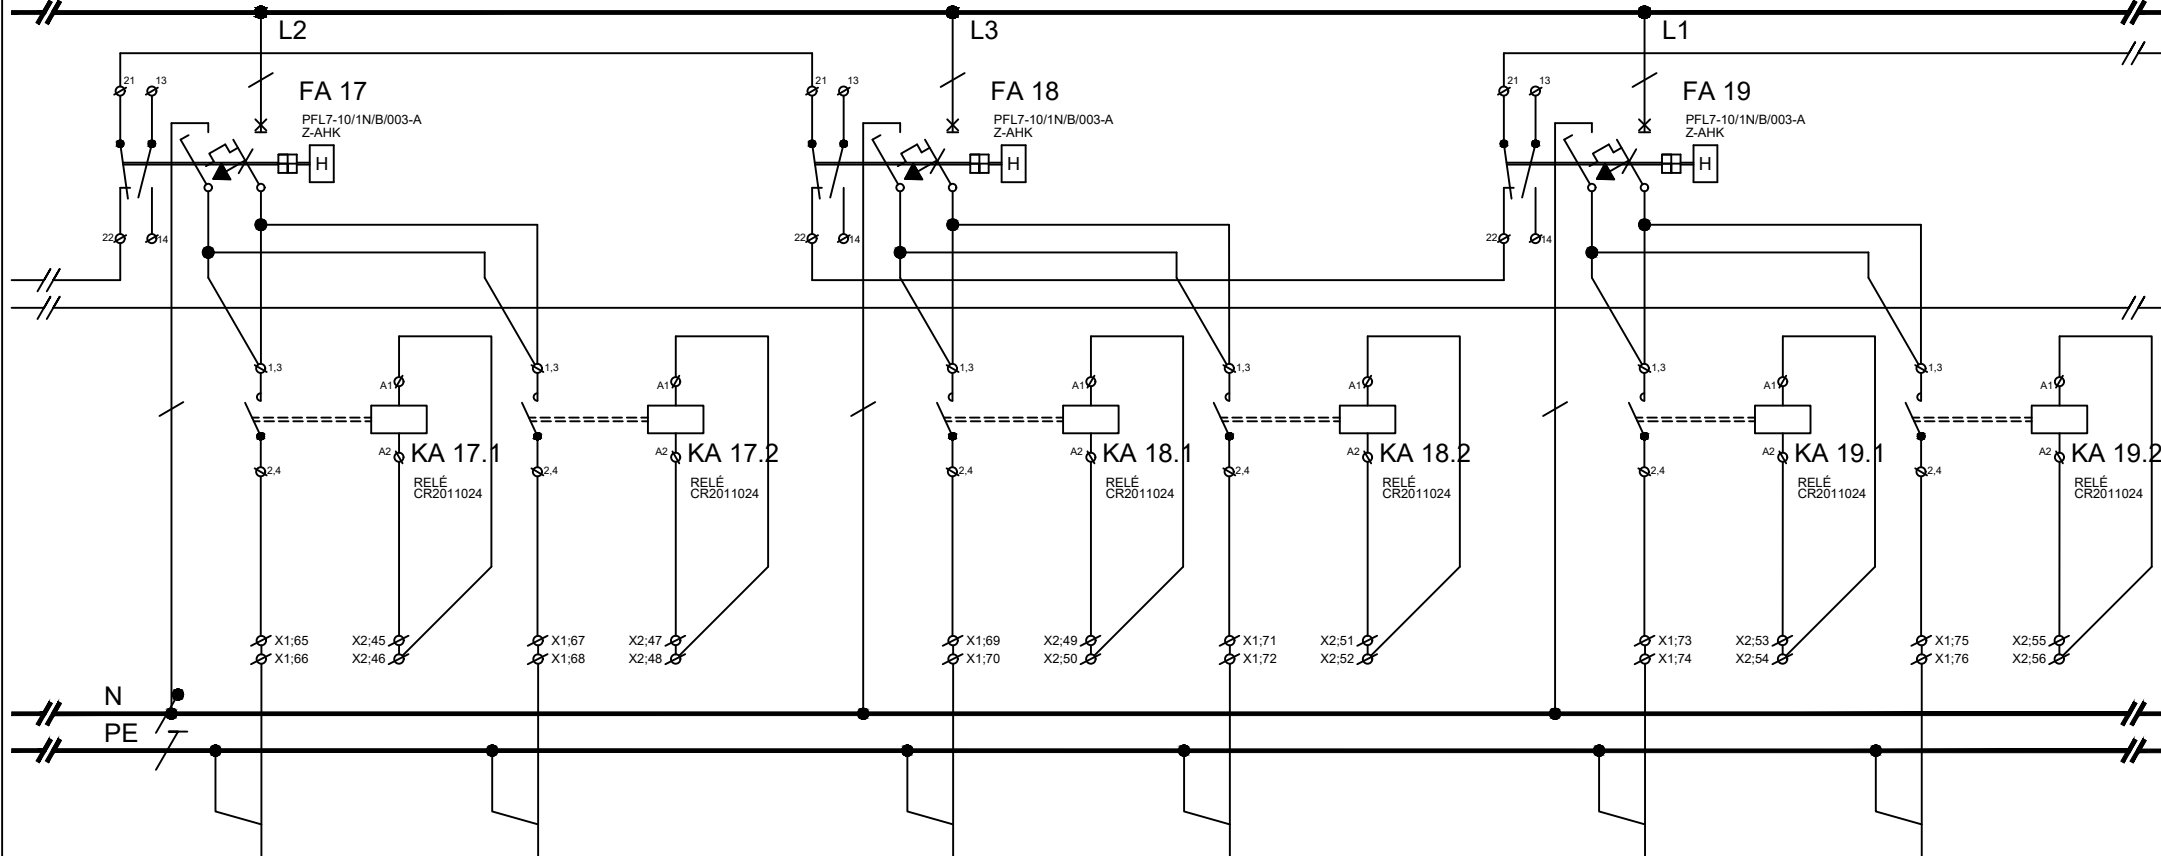 L2
L3
L1
21
13
21
13
21
13
FA 17
FA 18
FA 19
PFL7-10/1N/B/003-A
Z-AHK
PFL7-10/1N/B/003-A
Z-AHK
PFL7-10/1N/B/003-A
Z-AHK
H
H
H
22
14
22
14
22
14
1,3
1,3
1,3
1,3
1,3
1,3
A1
A1
A1
A1
A1
A1
A2
KA 17.1
A2
KA 17.2
A2
KA 18.1
A2
KA 18.2
A2
KA 19.1
A2
KA 19.2
2,4
2,4
2,4
2,4
2,4
2,4
RELÉ
CR2011024
RELÉ
CR2011024
RELÉ
CR2011024
RELÉ
CR2011024
RELÉ
CR2011024
RELÉ
CR2011024
X1;65
X1;66
X2;45
X2;46
X1;67
X1;68
X2;47
X2;48
X1;69
X1;70
X2;49
X2;50
X1;71
X1;72
X2;51
X2;52
X1;73
X1;74
X2;53
X2;54
X1;75
X1;76
X2;55
X2;56
N
PE